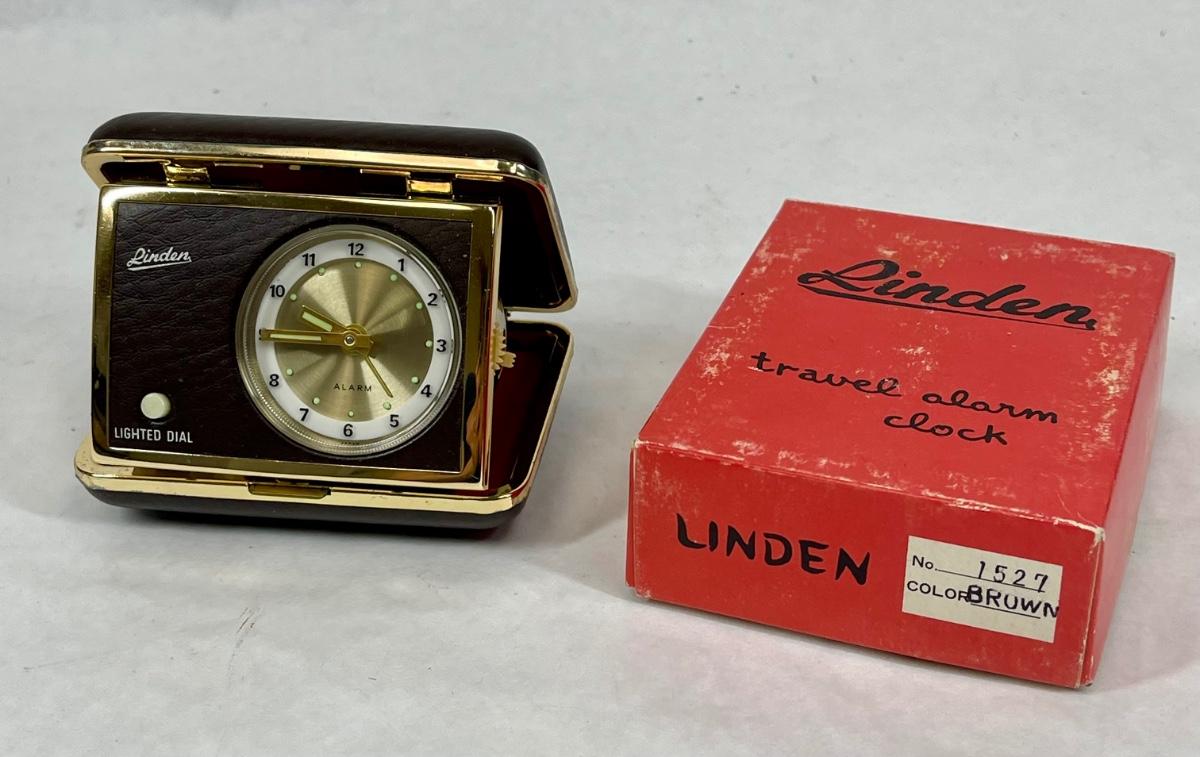 Linden
12
1
2
3
4
5
6
7
8
10
11
ALARM
LIGHTED DIAL
Linden
travel alarm
clock
LINDEN
No. 1527
COLOR BROWN